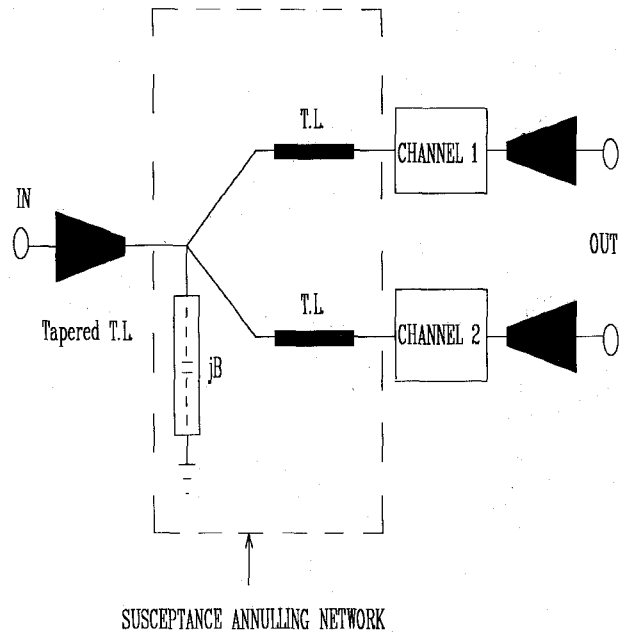 T.L.
CHANNEL 1
IN
OUT
Tapered T.L.
T.L.
CHANNEL 2
jB
SUSCEPTANCE ANNULLING NETWORK